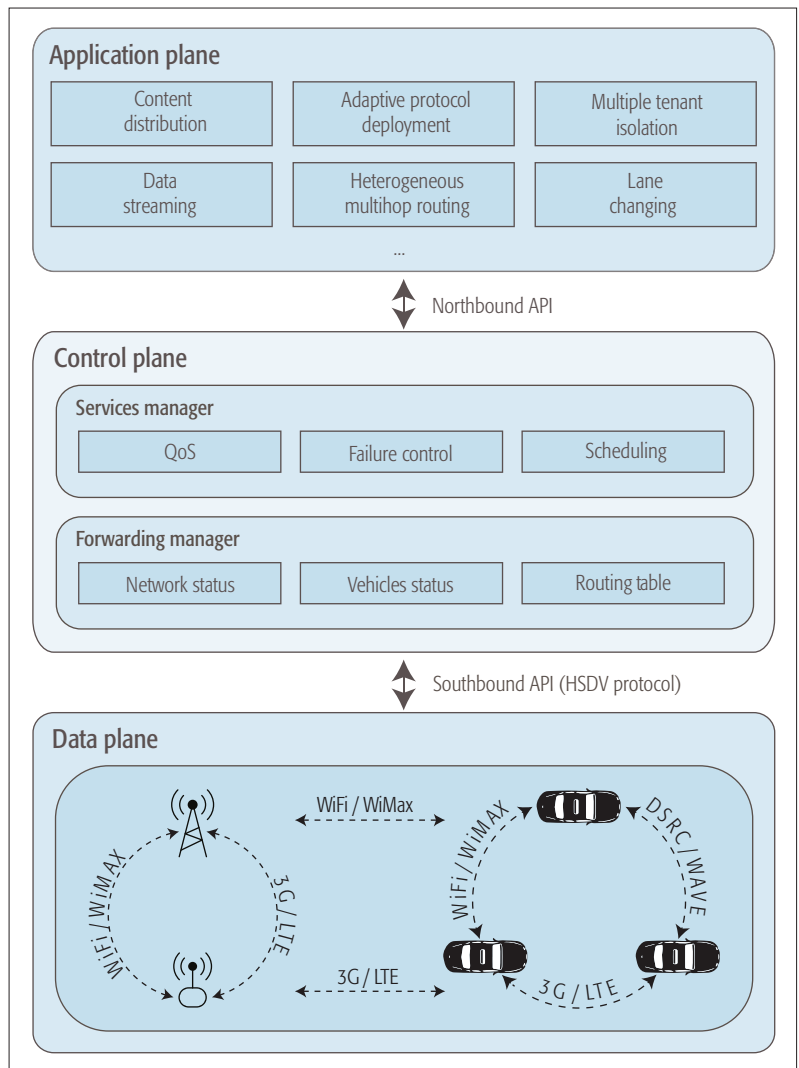 Application plane
Content
distribution
Adaptive protocol
deployment
Multiple tenant
isolation
Data
streaming
Heterogeneous
multihop routing
Lane
changing
...
Northbound API
Control plane
Services manager
QoS
Failure control
Scheduling
Forwarding manager
Network status
Vehicles status
Routing table
Southbound API (HSDV protocol)
Data plane
WiFi / WiMax
WiFi / WiMAX
3G / LTE
WiFi / WiMAX
DSRC / WAVE
3G / LTE
3G / LTE